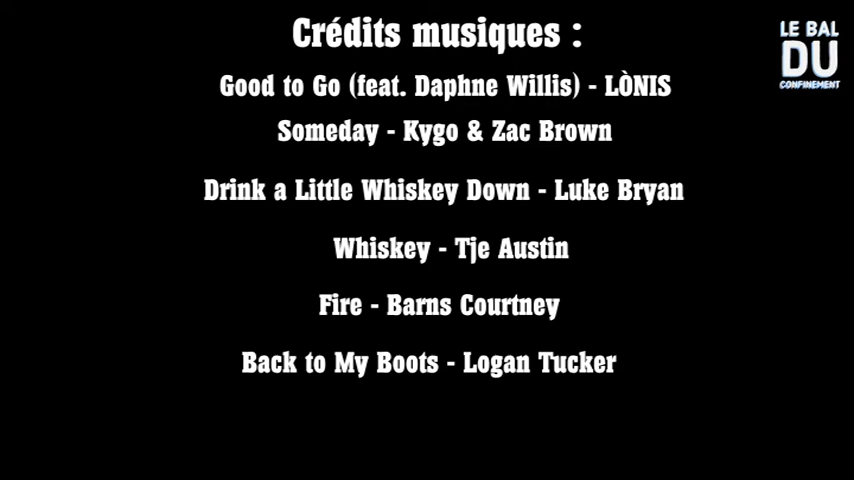 Crédits musiques :
LE BAL
DU
CONFINEMENT
Good to Go (feat. Daphne Willis) - LÒNIS
Someday - Kygo & Zac Brown
Drink a Little Whiskey Down - Luke Bryan
Whiskey - Tje Austin
Fire - Barns Courtney
Back to My Boots - Logan Tucker